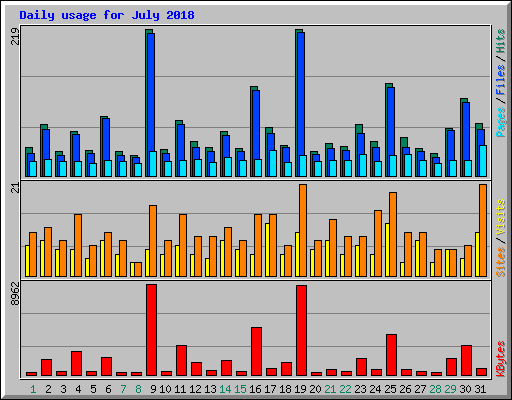 Daily usage for July 2018
219
Pages / Files / Hits
21
Sites / Visits
8962
KBytes
1 2 3 4 5 6 7 8 9 10 11 12 13 14 15 16 17 18 19 20 21 22 23 24 25 26 27 28 29 30 31